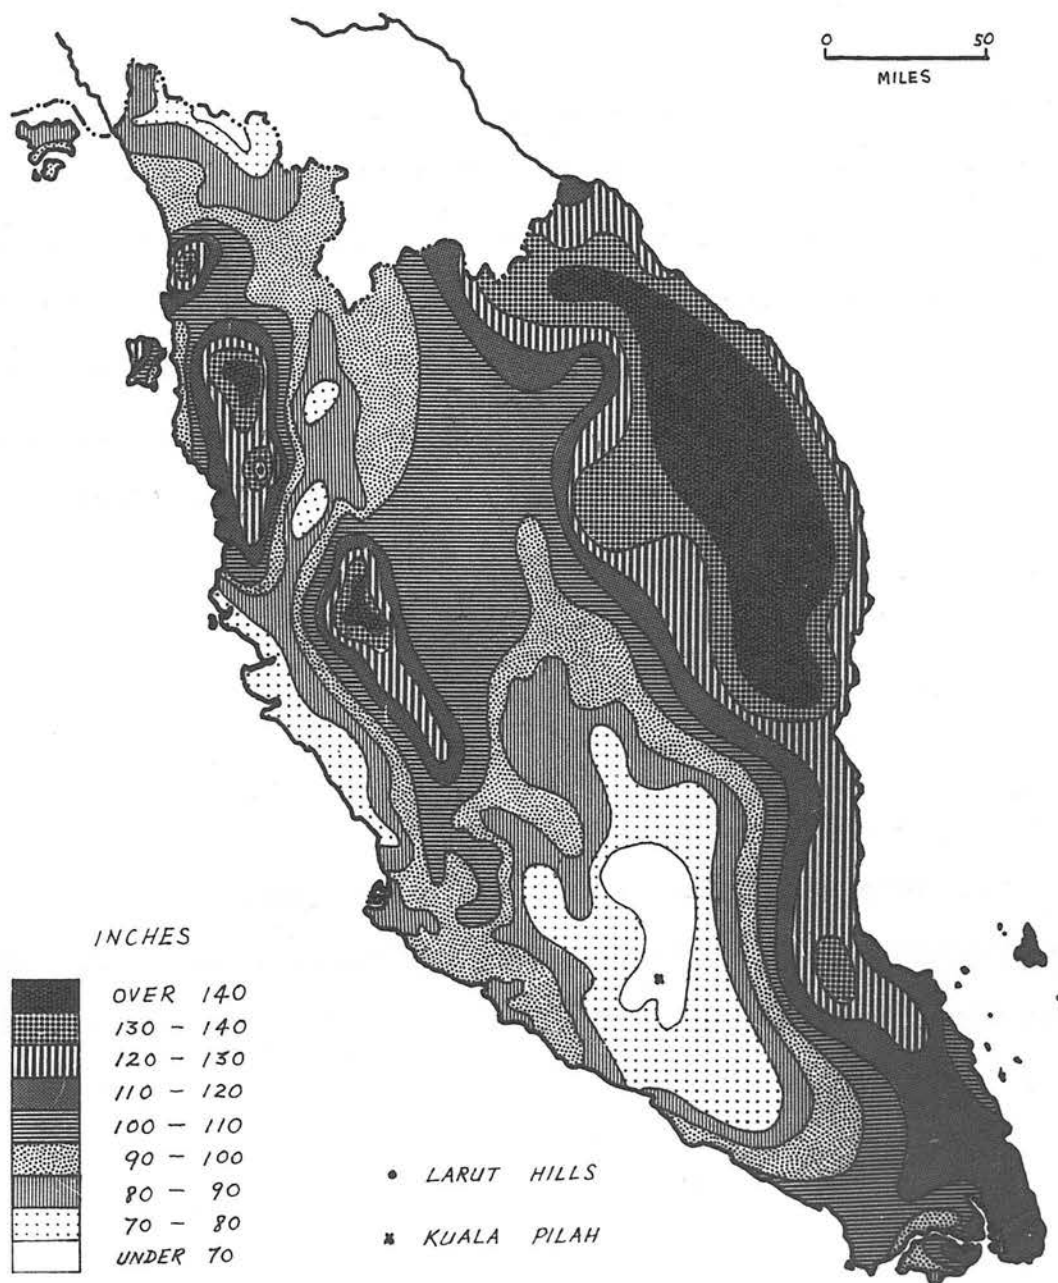 0 50
MILES
INCHES
OVER 140
130 - 140
120 - 130
110 - 120
100 - 110
90 - 100
80 - 90
70 - 80
UNDER 70
LARUT HILLS
KUALA PILAH